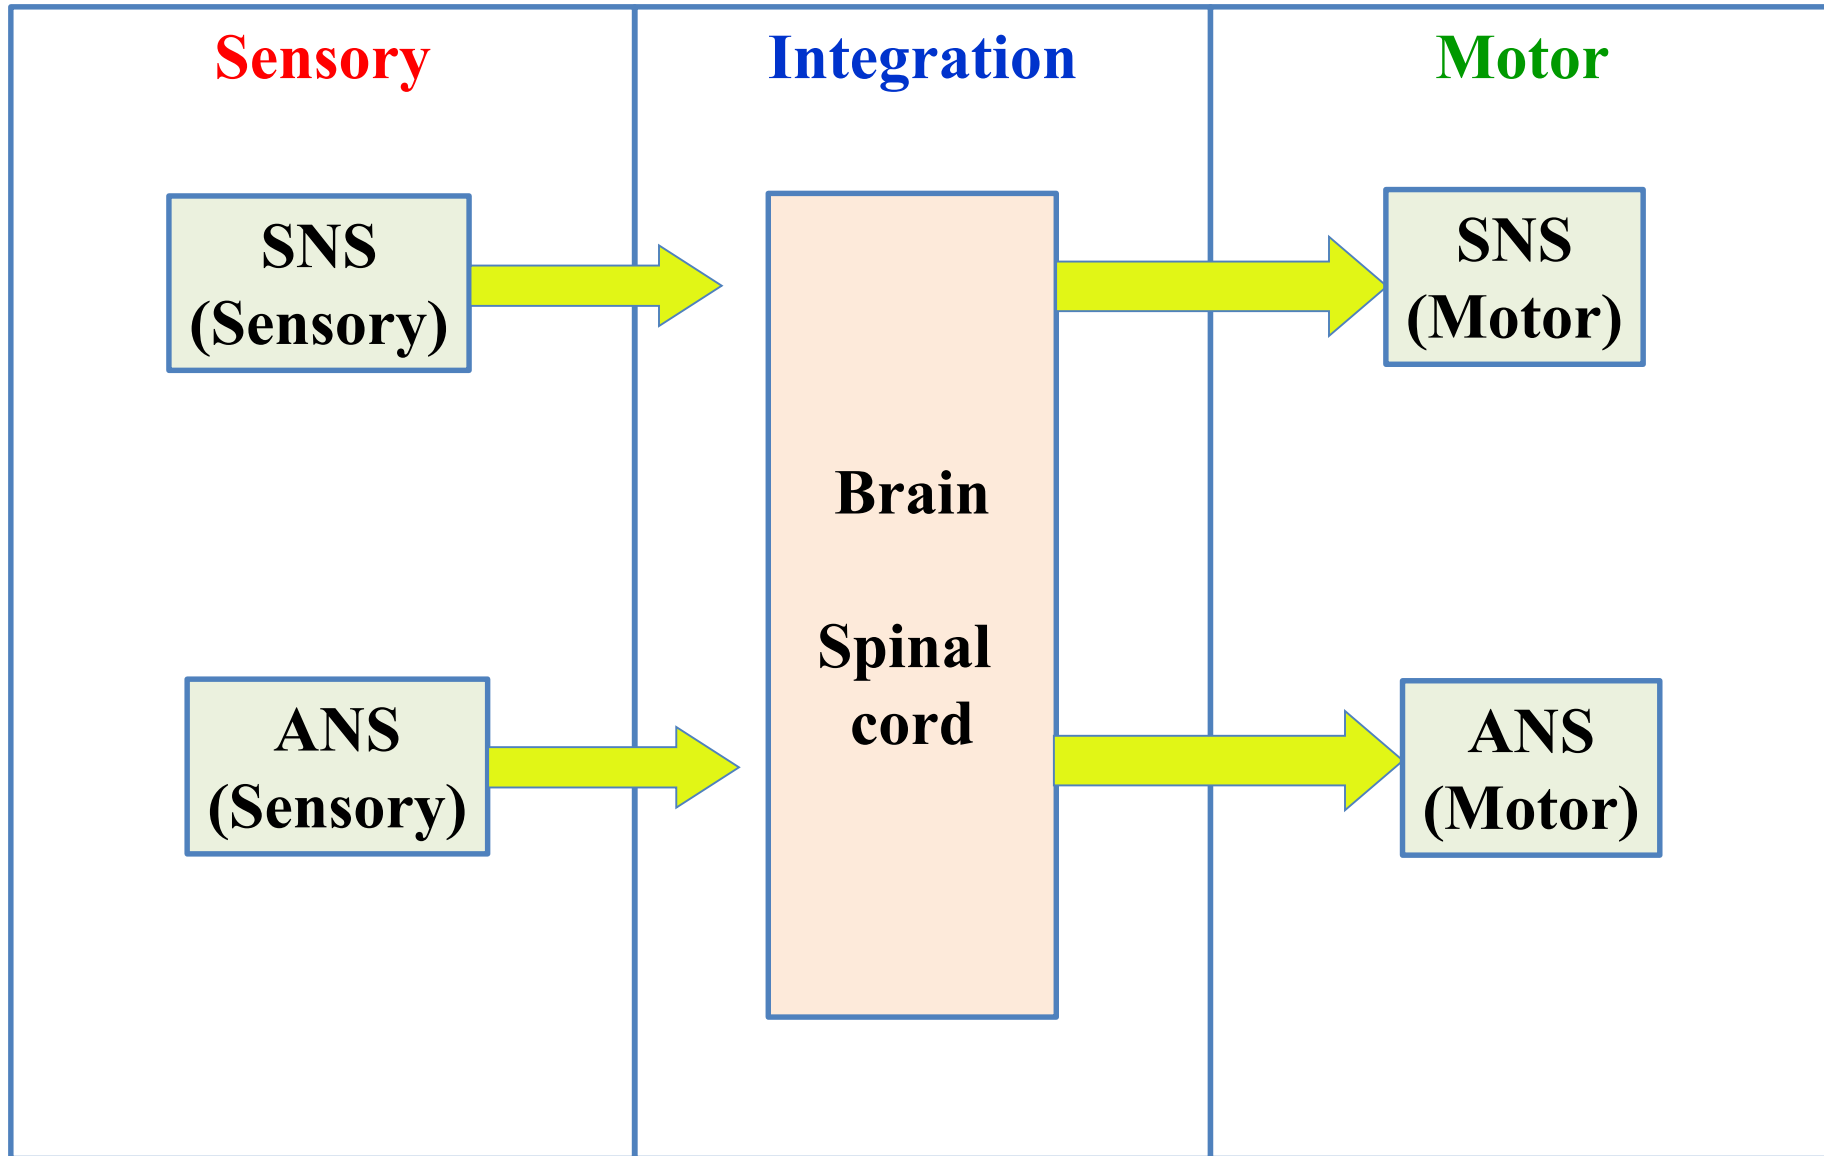 Sensory
Integration
Motor
SNS
(Sensory)
SNS
(Motor)
Brain
Spinal
cord
ANS
(Sensory)
ANS
(Motor)